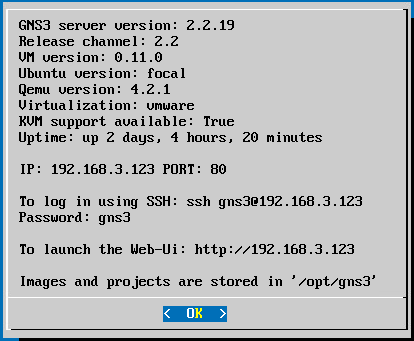 GNS3 server version: 2.2.19
Release channel: 2.2
VM version: 0.11.0
Ubuntu version: focal
Qemu version: 4.2.1
Virtualization: vmware
KVM support available: True
Uptime: up 2 days, 4 hours, 20 minutes
IP: 192.168.3.123 PORT: 80
To log in using SSH: ssh gns3@192.168.3.123
Password: gns3
To launch the Web-Ui: http://192.168.3.123
Images and projects are stored in '/opt/gns3'
< OK >